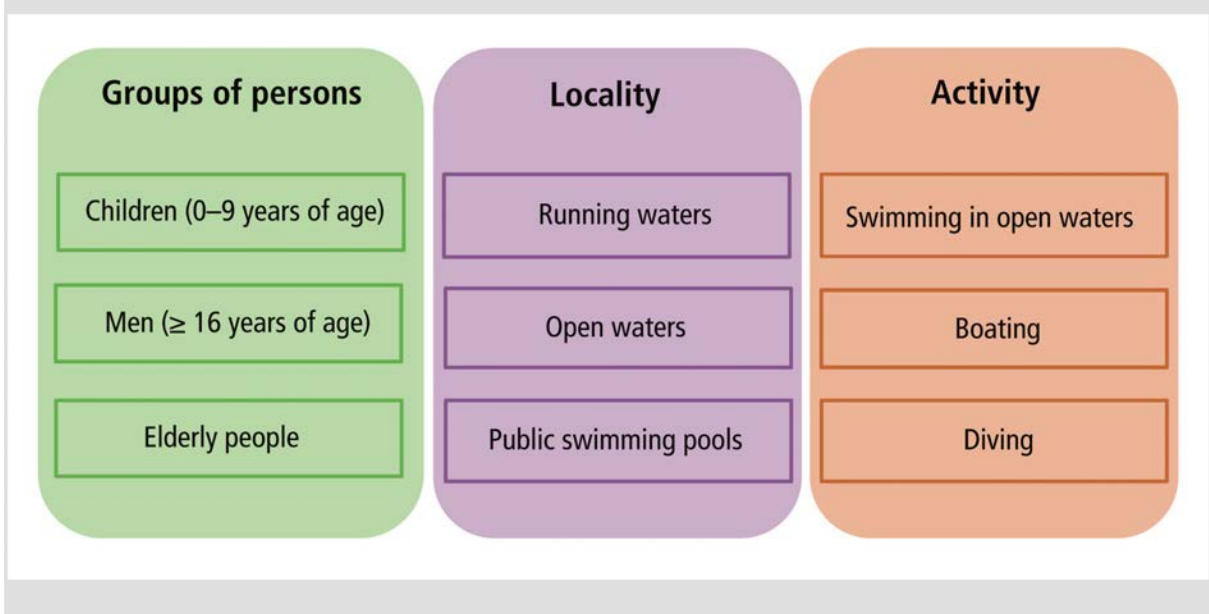 Groups of persons
Children (0–9 years of age)
Men (≥ 16 years of age)
Elderly people
Locality
Running waters
Open waters
Public swimming pools
Activity
Swimming in open waters
Boating
Diving